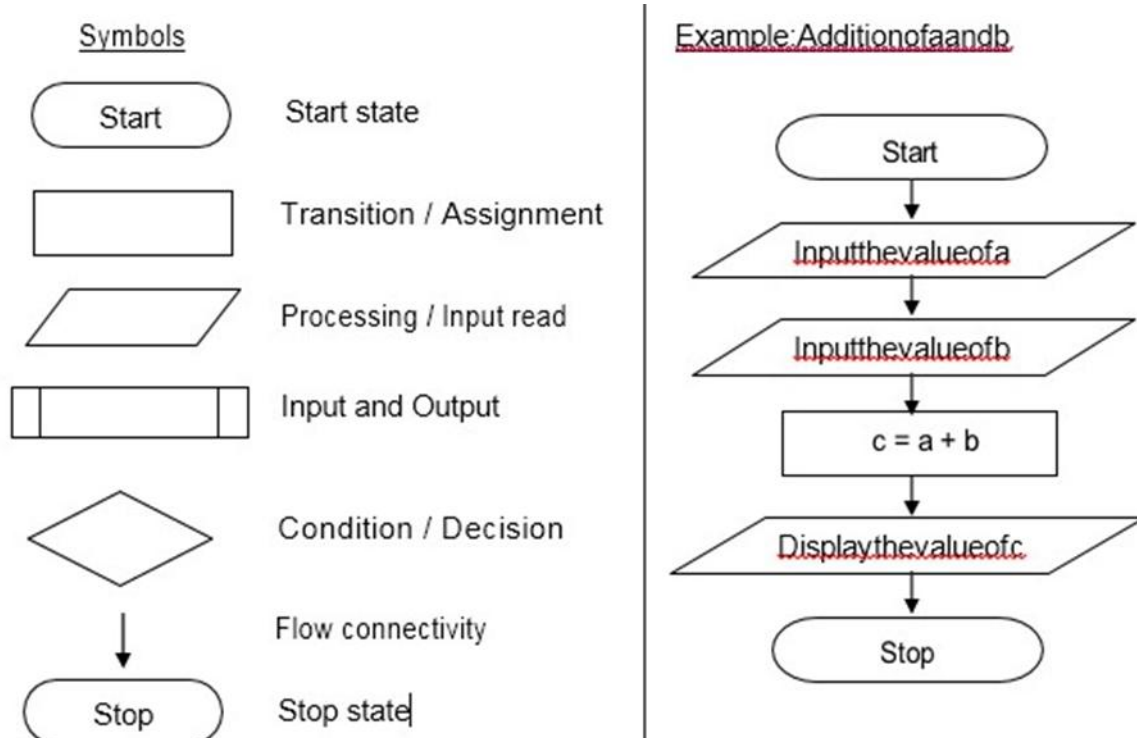 Symbols
Start
Start state
Transition / Assignment
Processing / Input read
Input and Output
Condition / Decision
Flow connectivity
Stop
Stop state
Example:Additionofaandb
Start
Inputthevalueofa
Inputthevalueofb
c = a + b
Displaythevalueofc
Stop